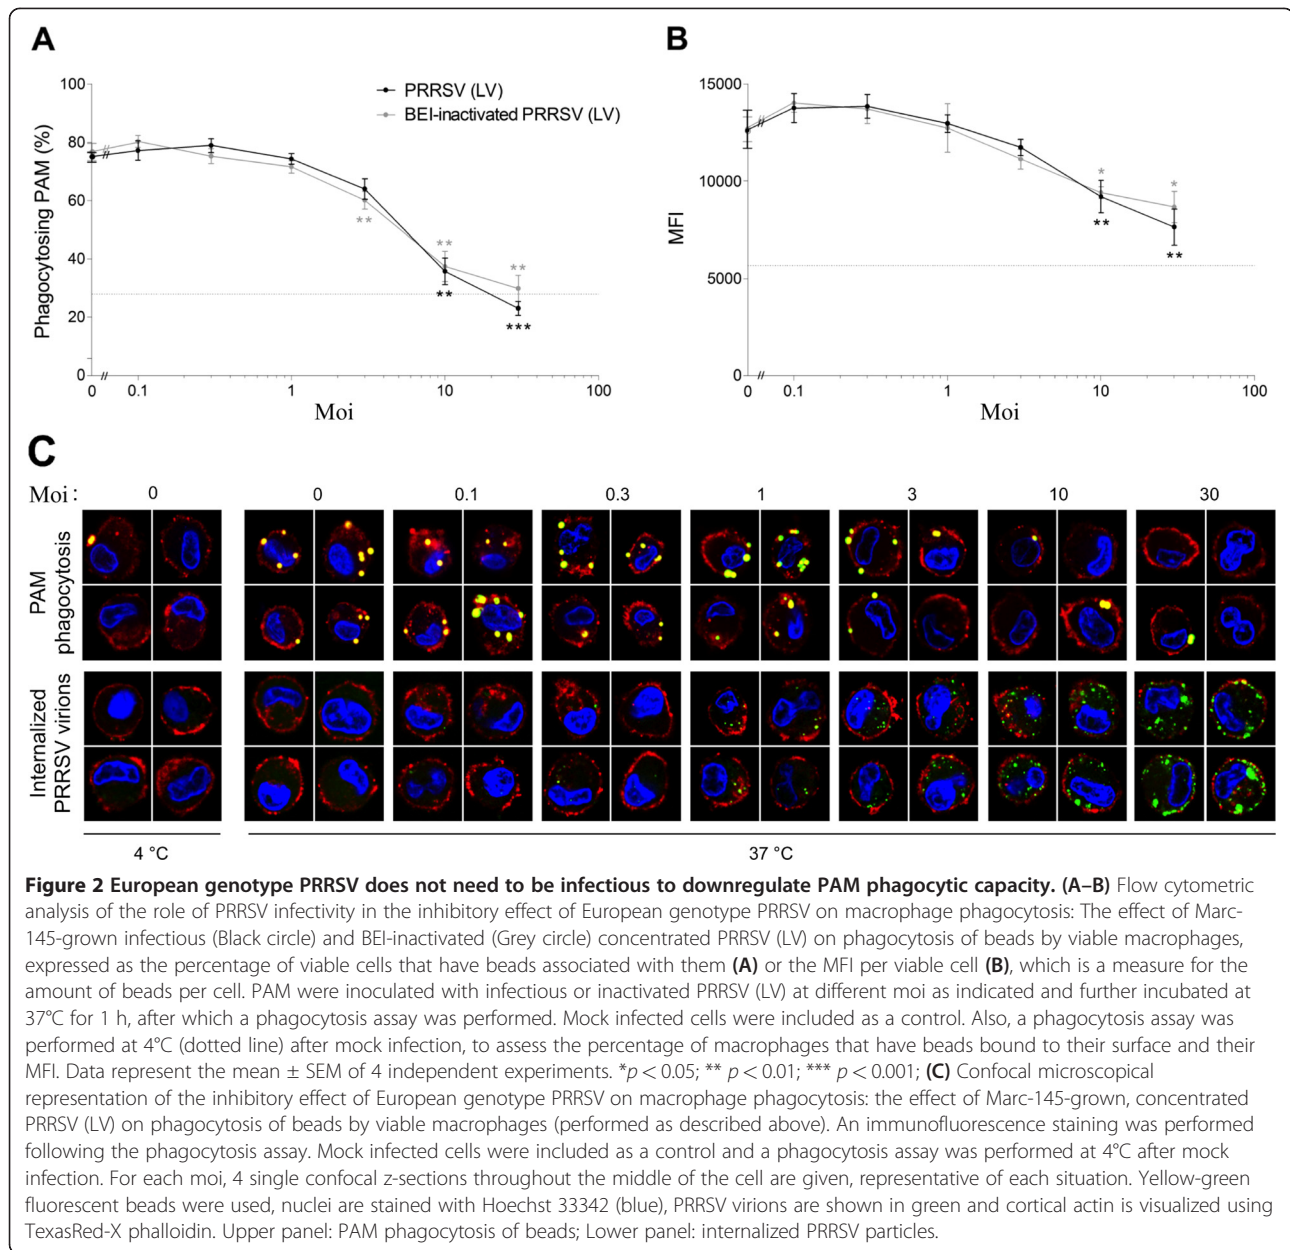 A
B
100
80
60
40
20
0
Phagocytosing PAM (%)
PRRSV (LV)
BEI-inactivated PRRSV (LV)
**
**
**
**
***
//
//
0
0.1
1
10
100
Moi
15000
10000
5000
0
MFI
*
*
**
**
//
//
0
0.1
1
10
100
Moi
C
Moi: 0 0 0.1 0.3 1 3 10 30
PAM
phagocytosis
Internalized
PRRSV virions
4 °C
37 °C
Figure 2 European genotype PRRSV does not need to be infectious to downregulate PAM phagocytic capacity. (A–B) Flow cytometric
analysis of the role of PRRSV infectivity in the inhibitory effect of European genotype PRRSV on macrophage phagocytosis: The effect of Marc-
145-grown infectious (Black circle) and BEI-inactivated (Grey circle) concentrated PRRSV (LV) on phagocytosis of beads by viable macrophages,
expressed as the percentage of viable cells that have beads associated with them (A) or the MFI per viable cell (B), which is a measure for the
amount of beads per cell. PAM were inoculated with infectious or inactivated PRRSV (LV) at different moi as indicated and further incubated at
37°C for 1 h, after which a phagocytosis assay was performed. Mock infected cells were included as a control. Also, a phagocytosis assay was
performed at 4°C (dotted line) after mock infection, to assess the percentage of macrophages that have beads bound to their surface and their
MFI. Data represent the mean ± SEM of 4 independent experiments. *p < 0.05; ** p < 0.01; *** p < 0.001; (C) Confocal microscopical
representation of the inhibitory effect of European genotype PRRSV on macrophage phagocytosis: the effect of Marc-145-grown, concentrated
PRRSV (LV) on phagocytosis of beads by viable macrophages (performed as described above). An immunofluorescence staining was performed
following the phagocytosis assay. Mock infected cells were included as a control and a phagocytosis assay was performed at 4°C after mock
infection. For each moi, 4 single confocal z-sections throughout the middle of the cell are given, representative of each situation. Yellow-green
fluorescent beads were used, nuclei are stained with Hoechst 33342 (blue), PRRSV virions are shown in green and cortical actin is visualized using
TexasRed-X phalloidin. Upper panel: PAM phagocytosis of beads; Lower panel: internalized PRRSV particles.